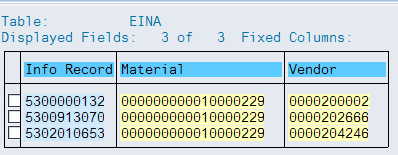 Table: EINA
Displayed Fields: 3 of 3 Fixed Columns:
Info Record Material Vendor
5300000132 000000000010000229 0000200002
5300913070 000000000010000229 0000202666
5302010653 000000000010000229 0000204246